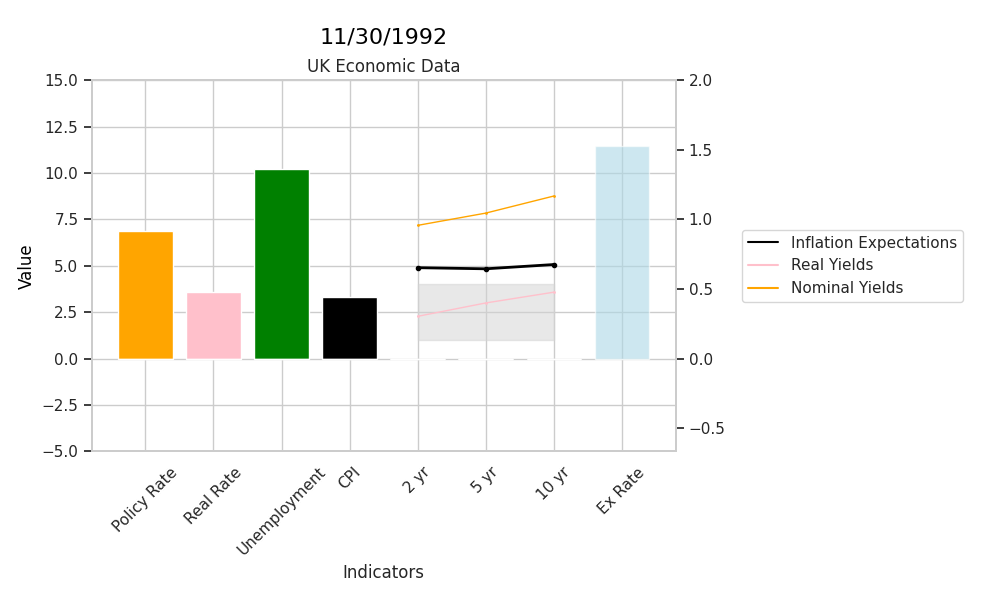 11/30/1992
UK Economic Data
15.0
12.5
10.0
7.5
5.0
2.5
0.0
−2.5
−5.0
Value
2.0
1.5
1.0
0.5
0.0
−0.5
Inflation Expectations
Real Yields
Nominal Yields
Policy Rate
Real Rate
Unemployment
CPI
2 yr
5 yr
10 yr
Ex Rate
Indicators